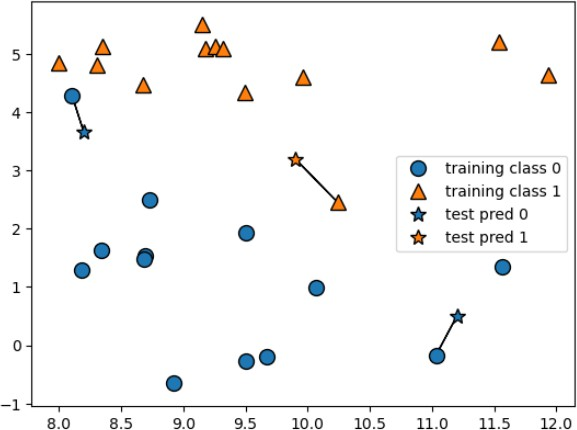 5
4
3
2
1
0
−1
training class 0
training class 1
test pred 0
test pred 1
8.0 8.5 9.0 9.5 10.0 10.5 11.0 11.5 12.0